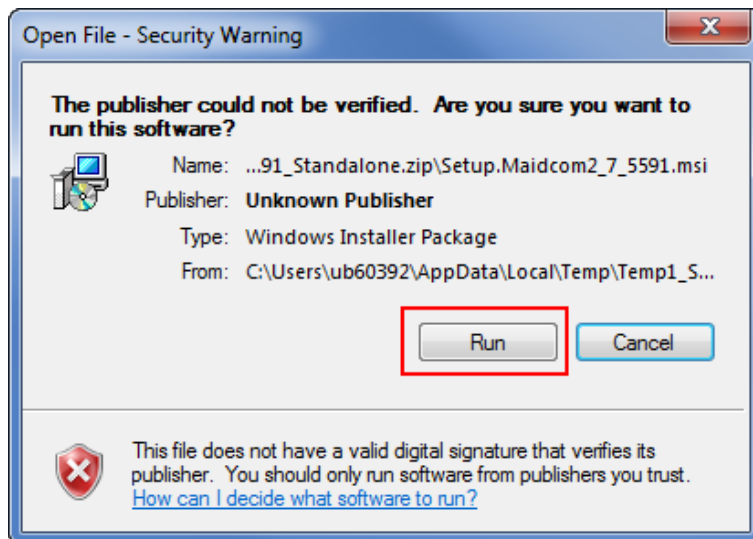 Open File - Security Warning
The publisher could not be verified.  Are you sure you want to
run this software?
Name: ...91_Standalone.zip\Setup.Maidcom2_7_5591.msi
Publisher: Unknown Publisher
Type: Windows Installer Package
From: C:\Users\ub60392\AppData\Local\Temp\Temp1_S...
Run Cancel
This file does not have a valid digital signature that verifies its
publisher.  You should only run software from publishers you trust.
How can I decide what software to run?